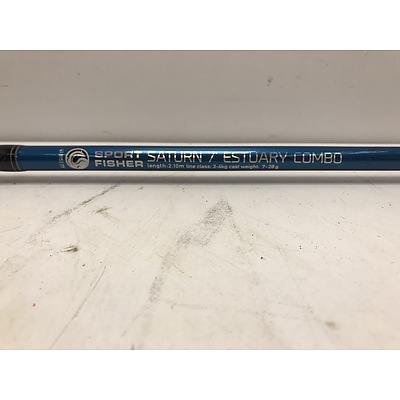 SPORT FISHER SATURN / ESTUARY COMBO
length: 2.10m line class: 3-6kg cast weight: 7-28g